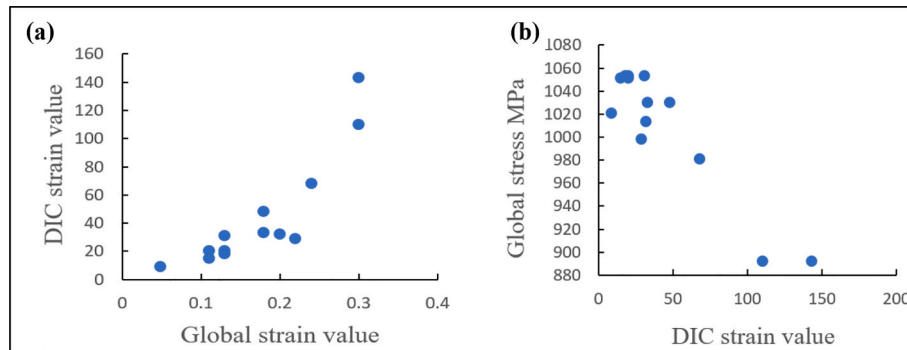 (a)
DIC strain value
160
140
120
100
80
60
40
20
0
0 0.1 0.2 0.3 0.4
Global strain value
(b)
Global stress MPa
1080
1060
1040
1020
1000
980
960
940
920
900
880
0 50 100 150 200
DIC strain value